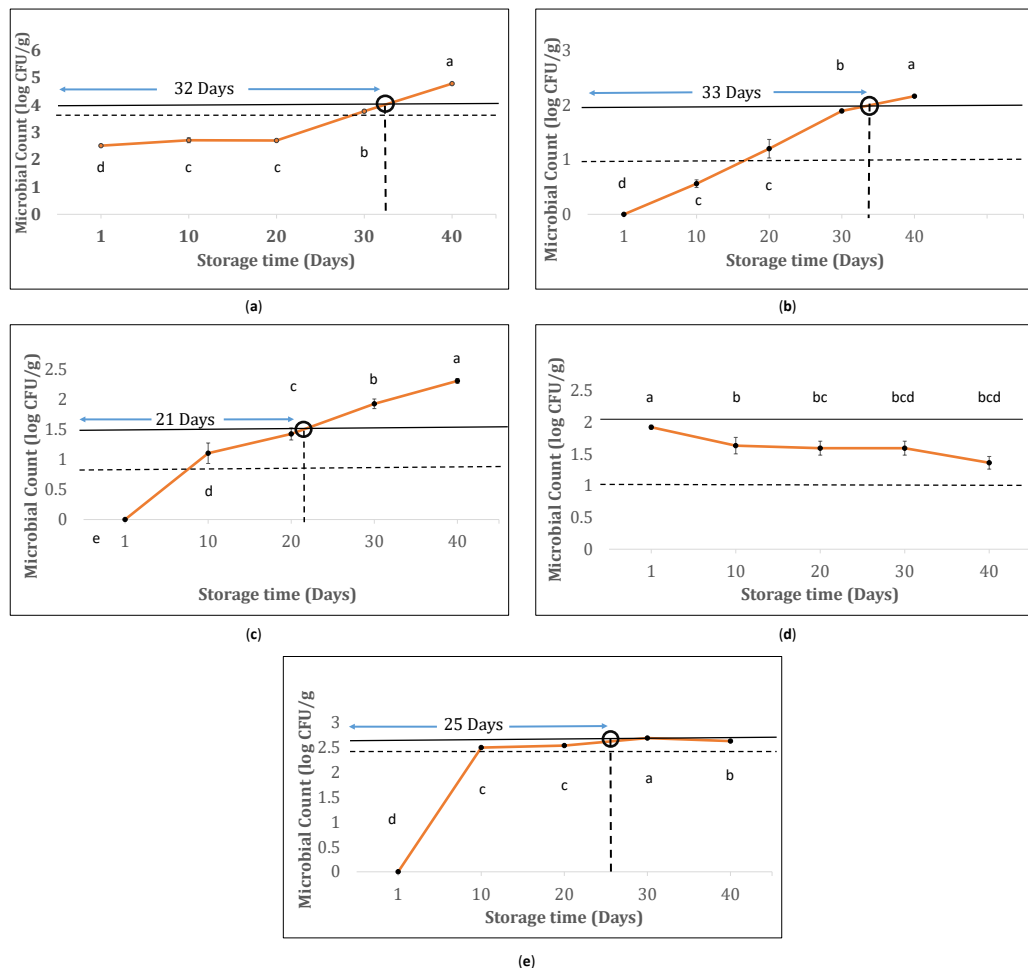 Microbial Count (log CFU/g)
6
5
4
3
2
1
0
32 Days
a
b
c
c
d
1 10 20 30 40
Storage time (Days)
(a)
Microbial Count (log CFU/g)
3
2
1
0
33 Days
b
a
d
c
c
1 10 20 30 40
Storage time (Days)
(b)
Microbial Count (log CFU/g)
2.5
2
1.5
1
0.5
0
21 Days
a
b
c
d
e
1 10 20 30 40
Storage time (Days)
(c)
Microbial Count (log CFU/g)
2.5
2
1.5
1
0.5
0
a b bc bcd bcd
1 10 20 30 40
Storage time (Days)
(d)
Microbial Count (log CFU/g
3
2.5
2
1.5
1
0.5
0
25 Days
d
c
c
a
b
1 10 20 30 40
Storage time (Days)
(e)